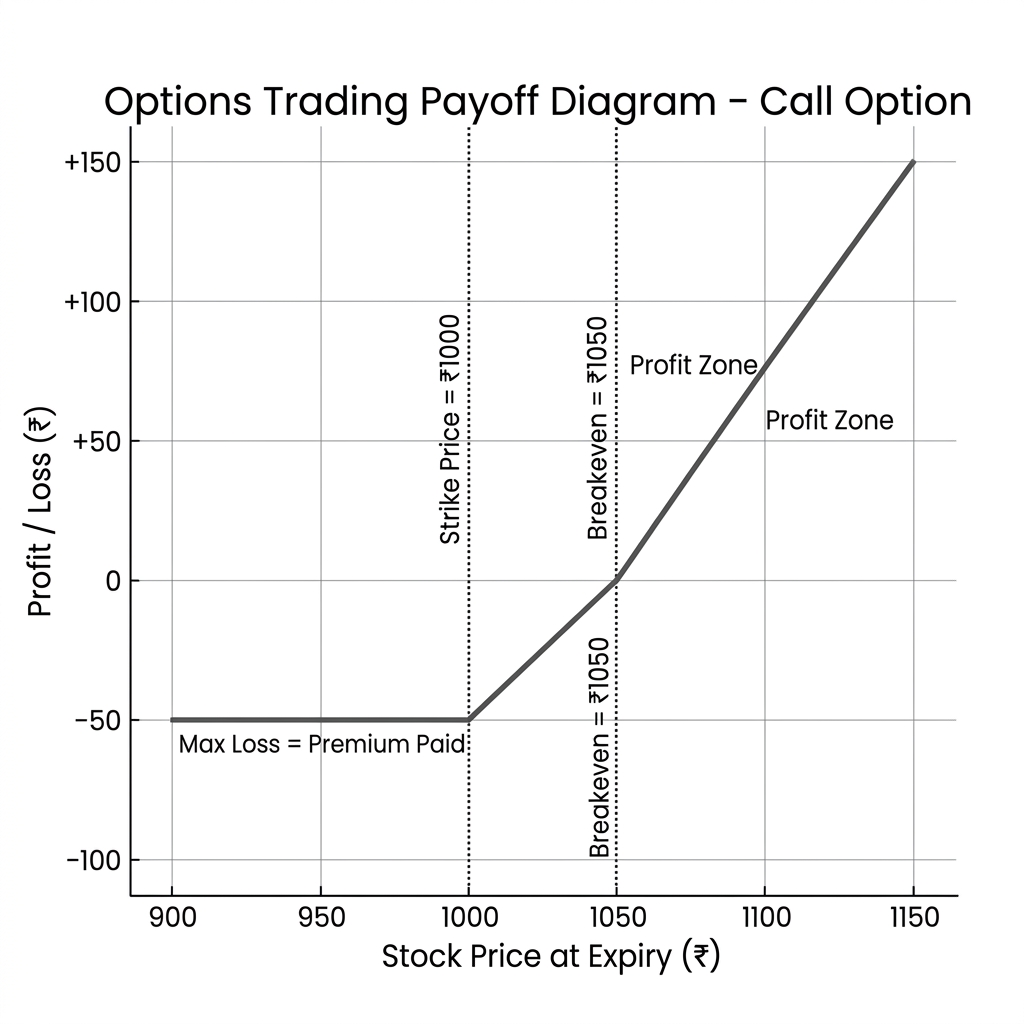 Options Trading Payoff Diagram - Call Option
+150
+100
+50
0
-50
-100
Profit / Loss (₹)
Strike Price = ₹1000
Breakeven = ₹1050
Profit Zone
Profit Zone
Breakeven = ₹1050
Max Loss = Premium Paid
900 950 1000 1050 1100 1150
Stock Price at Expiry (₹)